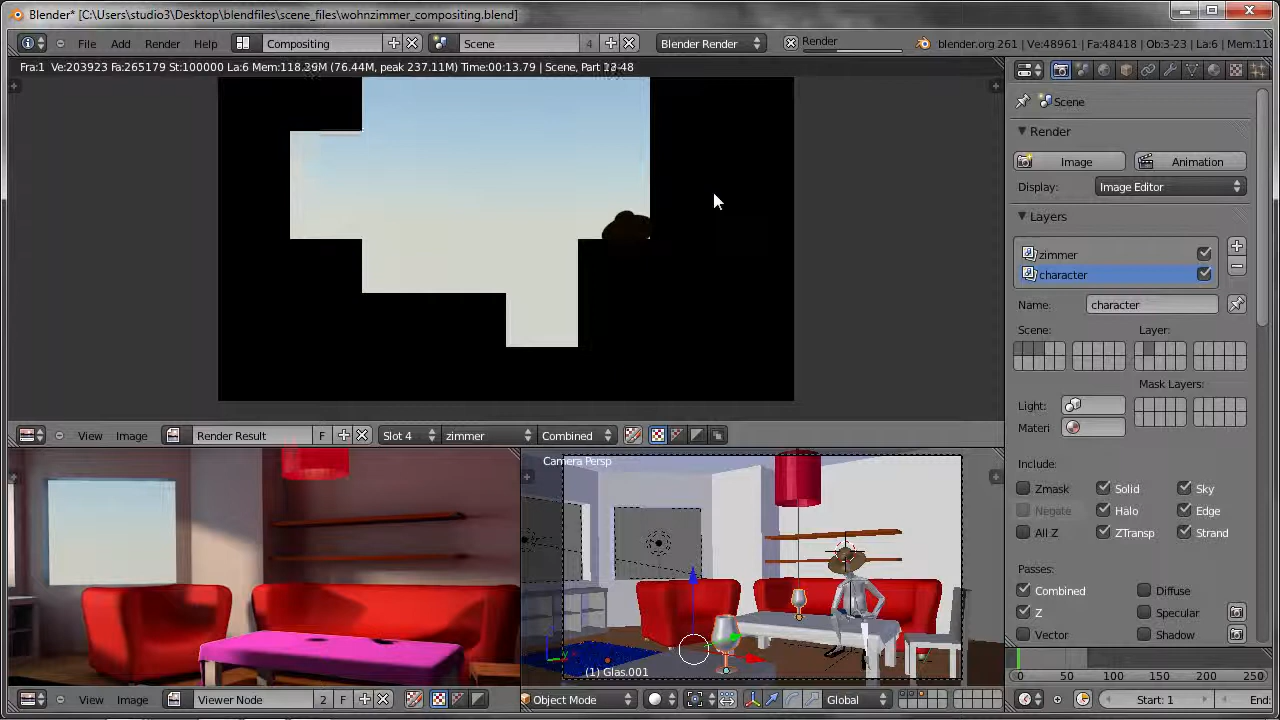 Blender* [C:\Users\studio3\Desktop\blendfiles\scene_files\wohnzimmer_compositing.blend]
File Add Render Help Compositing Scene 4 Blender Render Render blender.org 261 | Ve:48961 | Fa:48418 | Ob:3-23 | La:6 | Mem:118
Fra:1 Ve:203923 Fa:265179 St:100000 La:6 Mem:118.39M (76.44M, peak 237.11M) Time:00:13.79 | Scene, Part 13-48
Scene
Render
Image Animation
Display: Image Editor
Layers
zimmer
character
Name: character
Scene: Layer:
Mask Layers:
Light:
Materi
Include:
Zmask Solid Sky
Negate Halo Edge
All Z ZTransp Strand
Passes:
Combined Diffuse
Z Specular
Vector Shadow
View Image Render Result F Slot 4 zimmer Combined
Camera Persp
(1) Glas.001
0 50 100 150 200 250
View Image Viewer Node 2 F Object Mode Global Start: 1 End: